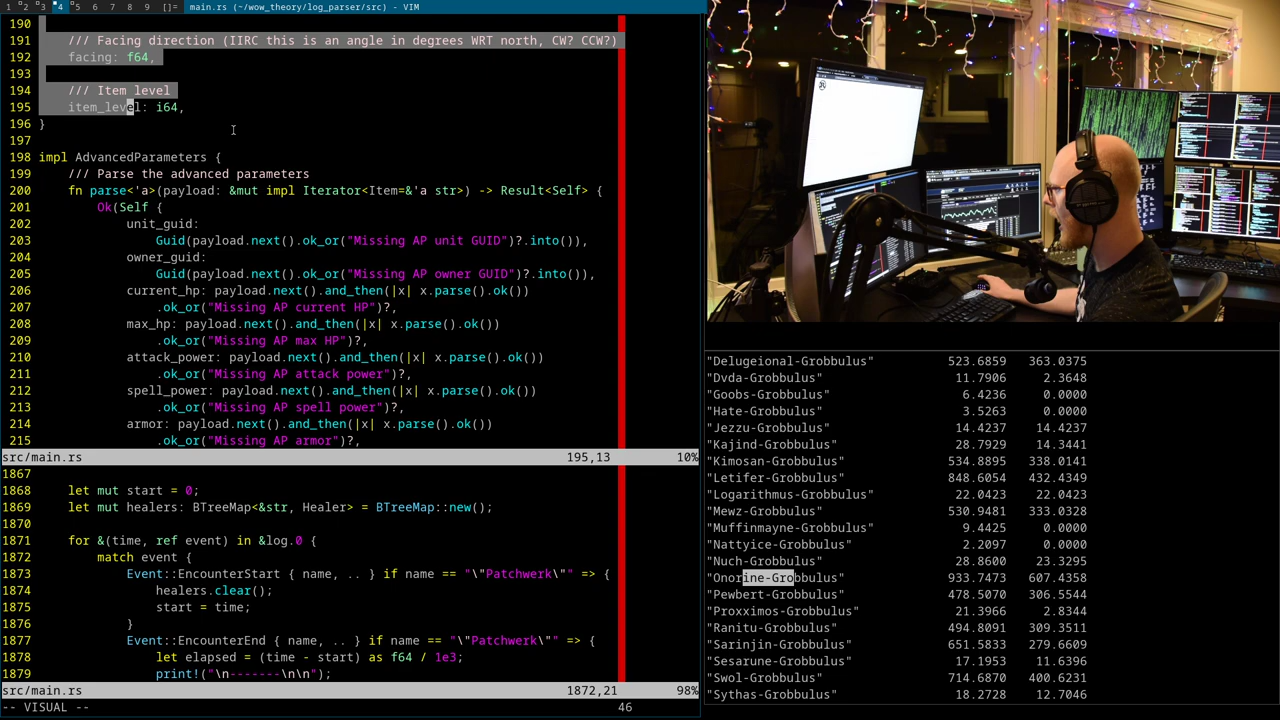 1 2 3 4 5 6 7 8 9 []= main.rs (~/wow_theory/log_parser/src) - VIM
190
191 /// Facing direction (IIRC this is an angle in degrees WRT north, CW? CCW?)
192 facing: f64,
193
194 /// Item level
195 item_level: i64,
196 }
197
198 impl AdvancedParameters {
199 /// Parse the advanced parameters
200 fn parse<'a>(payload: &mut impl Iterator<Item=&'a str>) -> Result<Self> {
201 Ok(Self {
202 unit_guid:
203 Guid(payload.next().ok_or("Missing AP unit GUID")?.into()),
204 owner_guid:
205 Guid(payload.next().ok_or("Missing AP owner GUID")?.into()),
206 current_hp: payload.next().and_then(|x| x.parse().ok())
207 .ok_or("Missing AP current HP")?,
208 max_hp: payload.next().and_then(|x| x.parse().ok())
209 .ok_or("Missing AP max HP")?,
210 attack_power: payload.next().and_then(|x| x.parse().ok())
211 .ok_or("Missing AP attack power")?,
212 spell_power: payload.next().and_then(|x| x.parse().ok())
213 .ok_or("Missing AP spell power")?,
214 armor: payload.next().and_then(|x| x.parse().ok())
215 .ok_or("Missing AP armor")?,
src/main.rs 195,13 10%
1867
1868 let mut start = 0;
1869 let mut healers: BTreeMap<&str, Healer> = BTreeMap::new();
1870
1871 for &(time, ref event) in &log.0 {
1872 match event {
1873 Event::EncounterStart { name, .. } if name == "\"Patchwerk\"" => {
1874 healers.clear();
1875 start = time;
1876 }
1877 Event::EncounterEnd { name, .. } if name == "\"Patchwerk\"" => {
1878 let elapsed = (time - start) as f64 / 1e3;
1879 print!("\n-------\n\n");
src/main.rs 1872,21 98%
-- VISUAL -- 46
"Delugeional-Grobbulus" 523.6859 363.0375
"Dvda-Grobbulus" 11.7906 2.3648
"Goobs-Grobbulus" 6.4236 0.0000
"Hate-Grobbulus" 3.5263 0.0000
"Jezzu-Grobbulus" 14.4237 14.4237
"Kajind-Grobbulus" 28.7929 14.3441
"Kimosan-Grobbulus" 534.8895 338.0141
"Letifer-Grobbulus" 848.6054 432.4349
"Logarithmus-Grobbulus" 22.0423 22.0423
"Mewz-Grobbulus" 530.9481 333.0328
"Muffinmayne-Grobbulus" 9.4425 0.0000
"Nattyice-Grobbulus" 2.2097 0.0000
"Nuch-Grobbulus" 28.8600 23.3295
"Onorine-Grobbulus" 933.7473 607.4358
"Pewbert-Grobbulus" 478.5070 306.5544
"Proxximos-Grobbulus" 21.3966 2.8344
"Ranitu-Grobbulus" 494.8091 309.3511
"Sarinjin-Grobbulus" 651.5833 279.6609
"Sesarune-Grobbulus" 17.1953 11.6396
"Swol-Grobbulus" 714.6870 400.6231
"Sythas-Grobbulus" 18.2728 12.7046